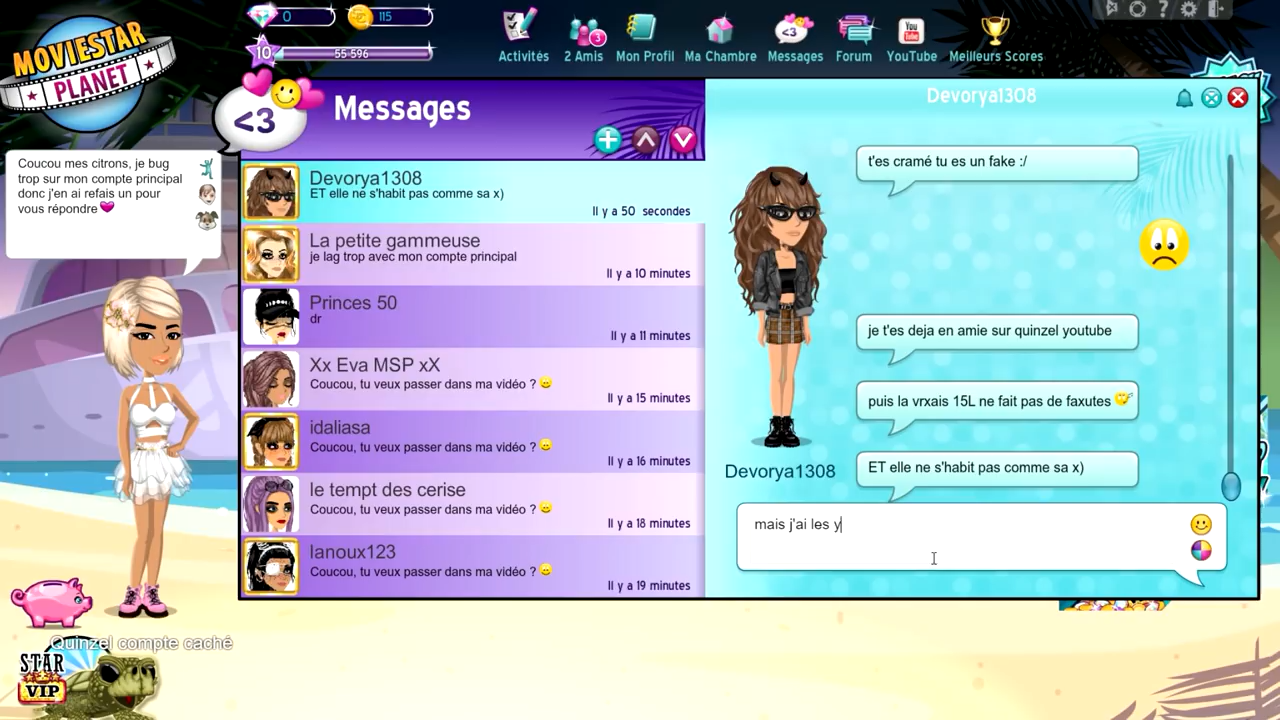 MOVIESTAR
PLANET
0
115
10
55 596
Activités
3
2 Amis
Mon Profil
Ma Chambre
<3
Messages
Forum
You
Tube
YouTube
Meilleurs Scores
Coucou mes citrons, je bug
trop sur mon compte principal
donc j'en ai refais un pour
vous répondre
<3
Messages
Devorya1308
ET elle ne s'habit pas comme sa x)
Il y a 50 secondes
La petite gammeuse
je lag trop avec mon compte principal
Il y a 10 minutes
Princes 50
dr
Il y a 11 minutes
Xx Eva MSP xX
Coucou, tu veux passer dans ma vidéo ?
Il y a 15 minutes
idaliasa
Coucou, tu veux passer dans ma vidéo ?
Il y a 16 minutes
le tempt des cerise
Coucou, tu veux passer dans ma vidéo ?
Il y a 18 minutes
lanoux123
Coucou, tu veux passer dans ma vidéo ?
Il y a 19 minutes
Devorya1308
t'es cramé tu es un fake :/
je t'es deja en amie sur quinzel youtube
puis la vrxais 15L ne fait pas de faxutes
ET elle ne s'habit pas comme sa x)
Devorya1308
mais j'ai les y
Quinzel compte caché
STAR
VIP